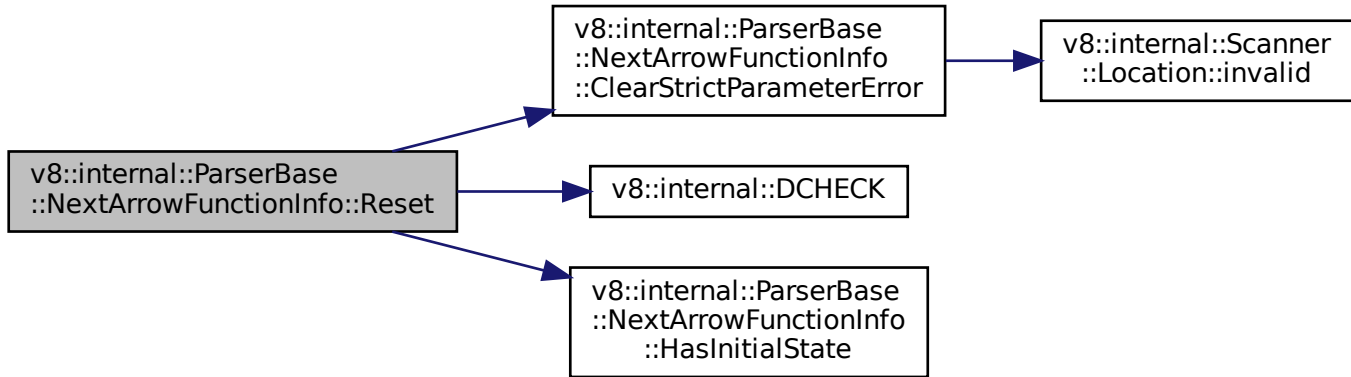 v8::internal::ParserBase
::NextArrowFunctionInfo::Reset
v8::internal::ParserBase
::NextArrowFunctionInfo
::ClearStrictParameterError
v8::internal::Scanner
::Location::invalid
v8::internal::DCHECK
v8::internal::ParserBase
::NextArrowFunctionInfo
::HasInitialState